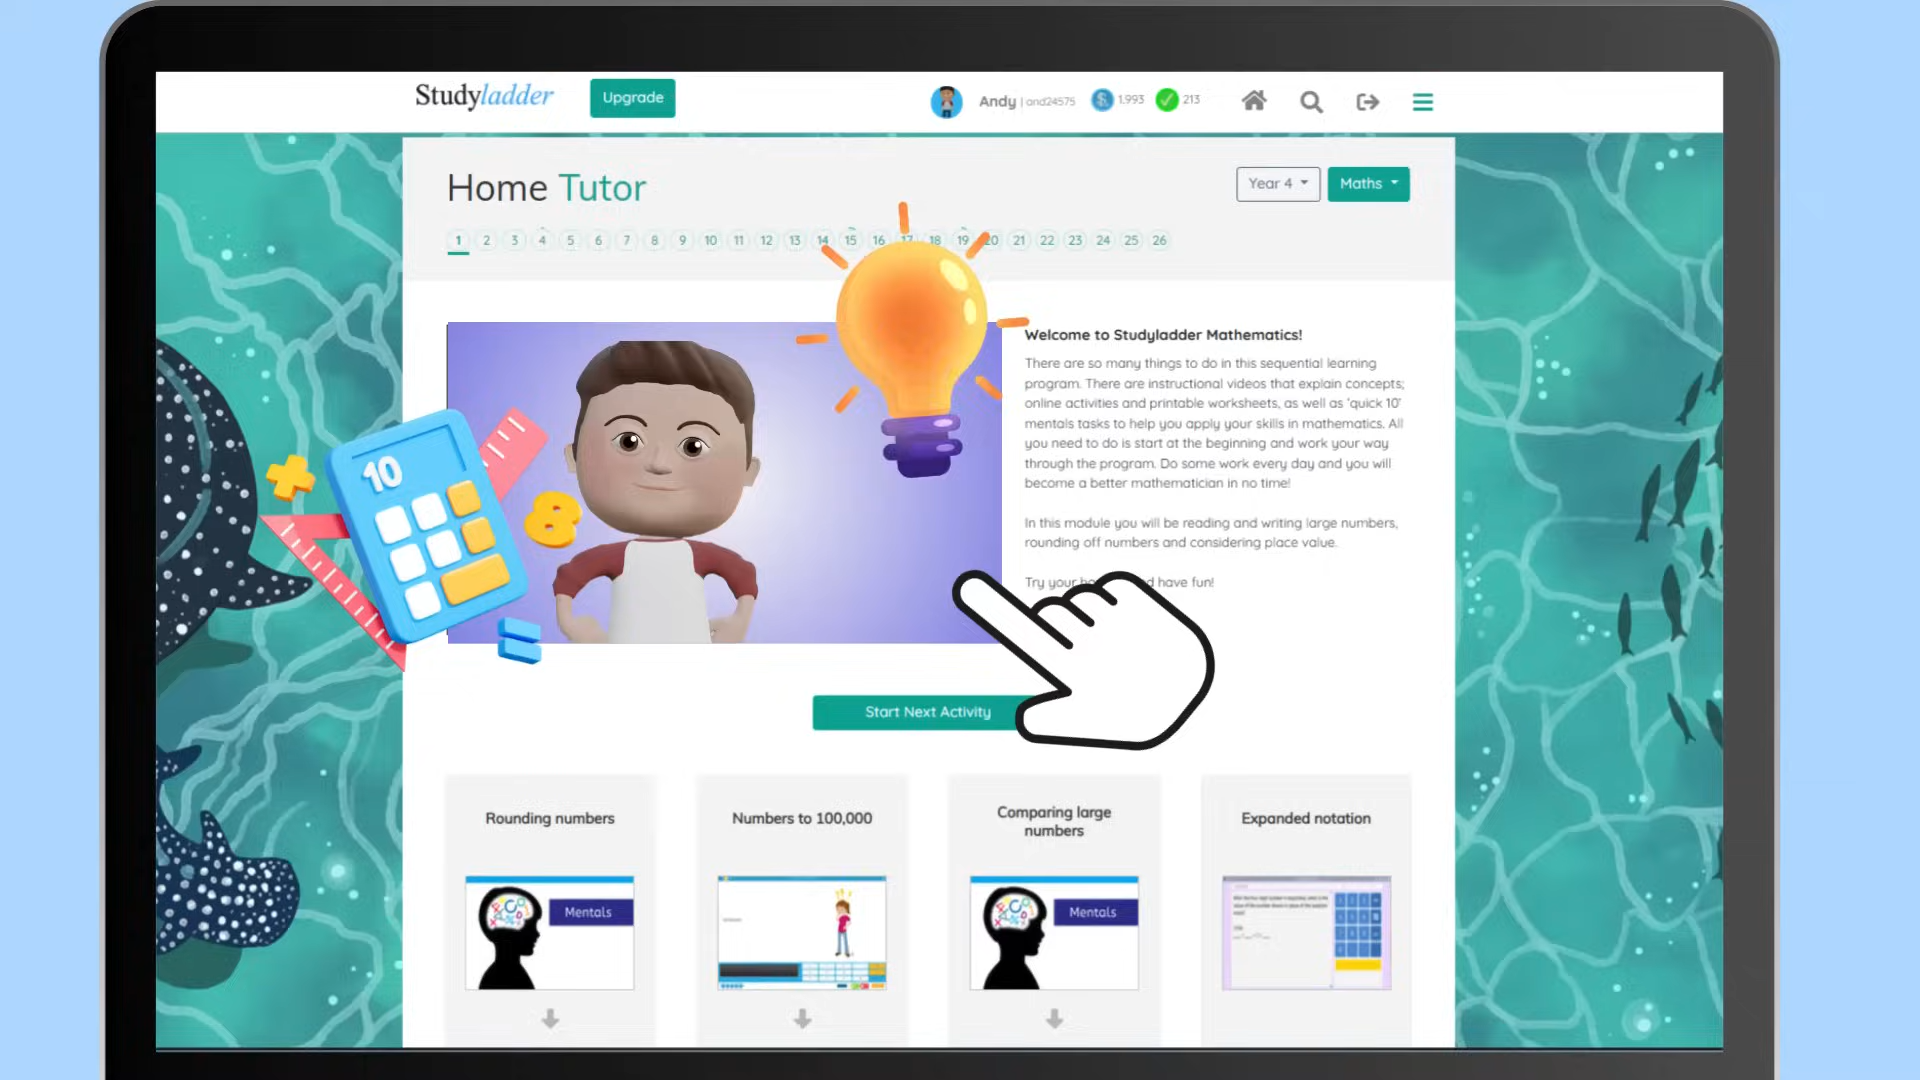 Studyladder
Upgrade
Andy | and24575
1,993
213
Home Tutor
Year 4
Maths
1 2 3 4 5 6 7 8 9 10 11 12 13 14 15 16 17 18 19 20 21 22 23 24 25 26
Welcome to Studyladder Mathematics!
There are so many things to do in this sequential learning
program. There are instructional videos that explain concepts;
online activities and printable worksheets, as well as 'quick 10'
mentals tasks to help you apply your skills in mathematics. All
you need to do is start at the beginning and work your way
through the program. Do some work every day and you will
become a better mathematician in no time!
In this module you will be reading and writing large numbers,
rounding off numbers and considering place value.
Try your have fun!
10
8
Start Next Activity
Rounding numbers
Numbers to 100,000
Comparing large
numbers
Expanded notation
Mentals
Mentals